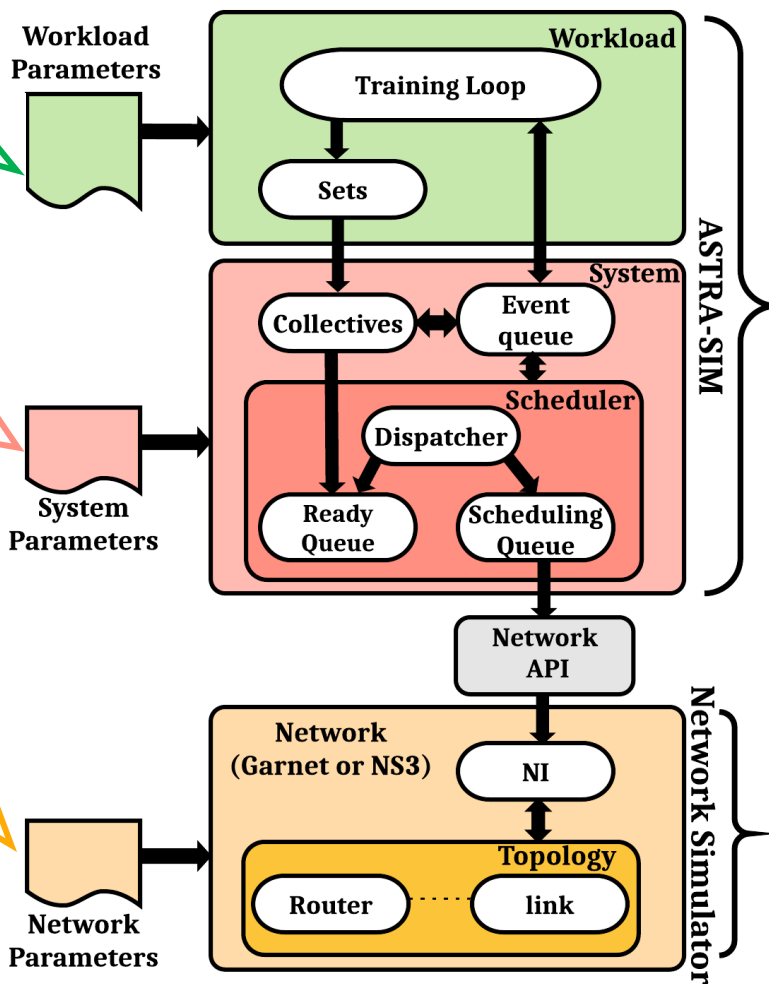 Workload
Parameters
Workload
Training Loop
Sets
ASTRA-SIM
System
Collectives
Event
queue
Scheduler
Dispatcher
Ready
Queue
Scheduling
Queue
System
Parameters
Network
API
Network
(Garnet or NS3)
NI
Topology
Router
link
Network Simulator
Network
Parameters